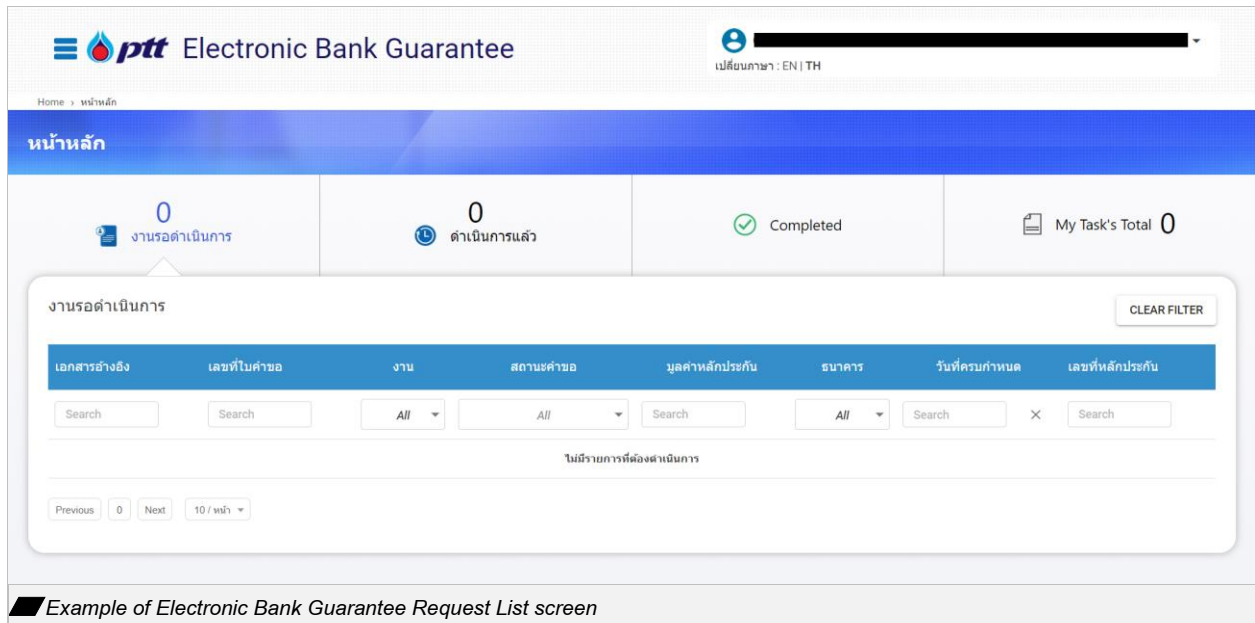 ptt Electronic Bank Guarantee
เปลี่ยนภาษา : EN | TH
Home › หน้าหลัก
หน้าหลัก
0
งานรอดำเนินการ
0
ดำเนินการแล้ว
Completed
My Task's Total 0
งานรอดำเนินการ
CLEAR FILTER
เอกสารอ้างอิง เลขที่ใบคำขอ งาน สถานะคำขอ มูลค่าหลักประกัน ธนาคาร วันที่ครบกำหนด เลขที่หลักประกัน
Search Search All All Search All Search Search
ไม่มีรายการที่ต้องดำเนินการ
Previous 0 Next 10 / หน้า
Example of Electronic Bank Guarantee Request List screen